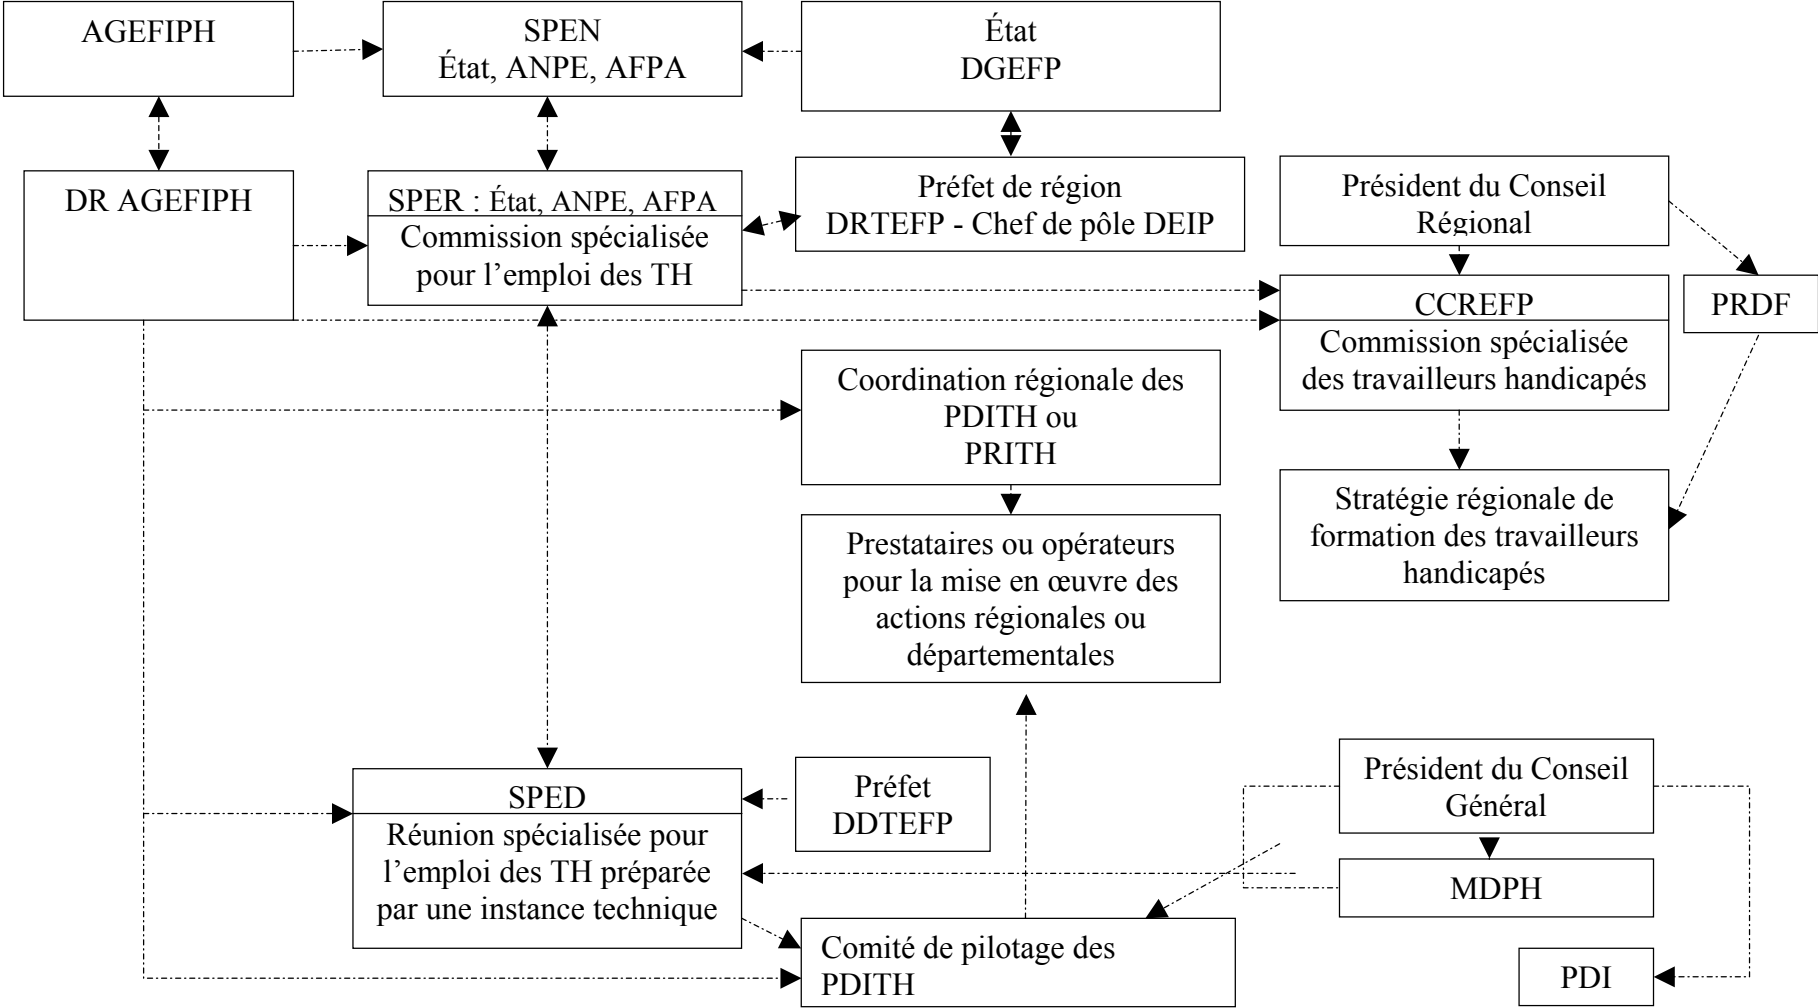 AGEFIPH
SPEN
État, ANPE, AFPA
État
DGEFP
DR AGEFIPH
SPER : État, ANPE, AFPA
Commission spécialisée
pour l’emploi des TH
Préfet de région
DRTEFP - Chef de pôle DEIP
Président du Conseil
Régional
CCREFP
Commission spécialisée
des travailleurs handicapés
PRDF
Coordination régionale des
PDITH ou
PRITH
Stratégie régionale de
formation des travailleurs
handicapés
Prestataires ou opérateurs
pour la mise en œuvre des
actions régionales ou
départementales
SPED
Réunion spécialisée pour
l’emploi des TH préparée
par une instance technique
Préfet
DDTEFP
Président du Conseil
Général
MDPH
Comité de pilotage des
PDITH
PDI